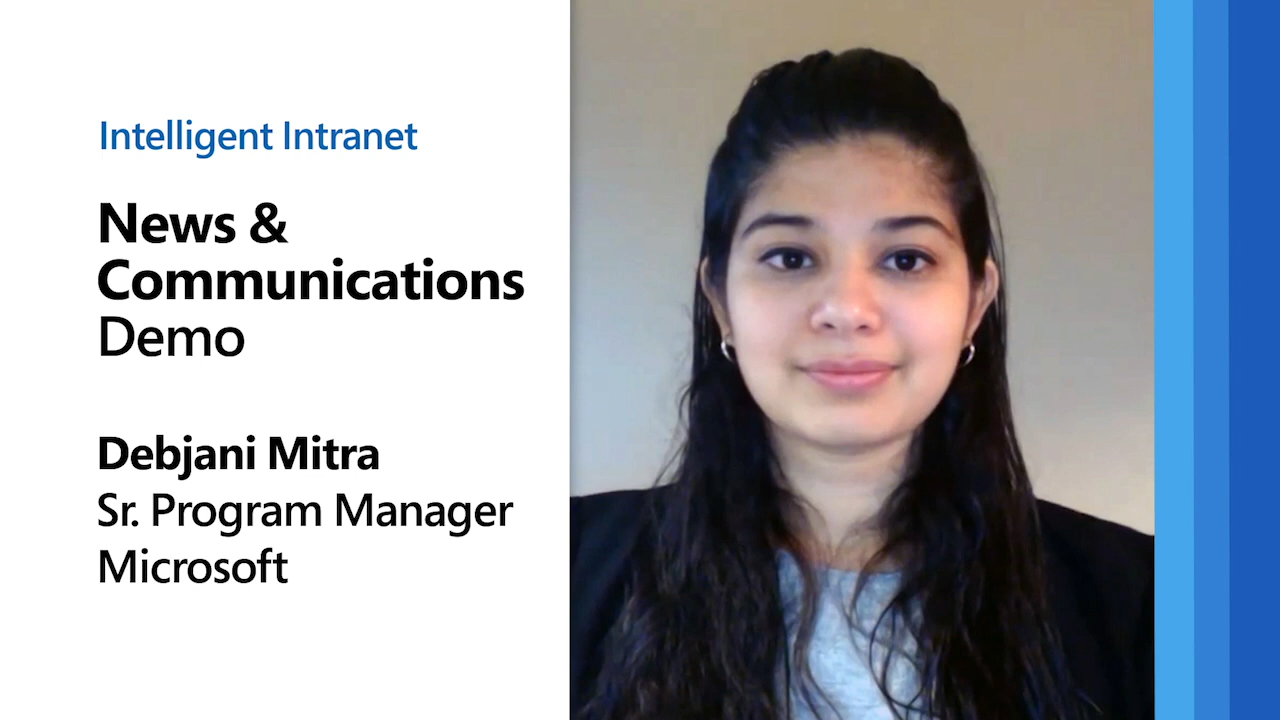 Intelligent Intranet
News &
Communications
Demo
Debjani Mitra
Sr. Program Manager
Microsoft